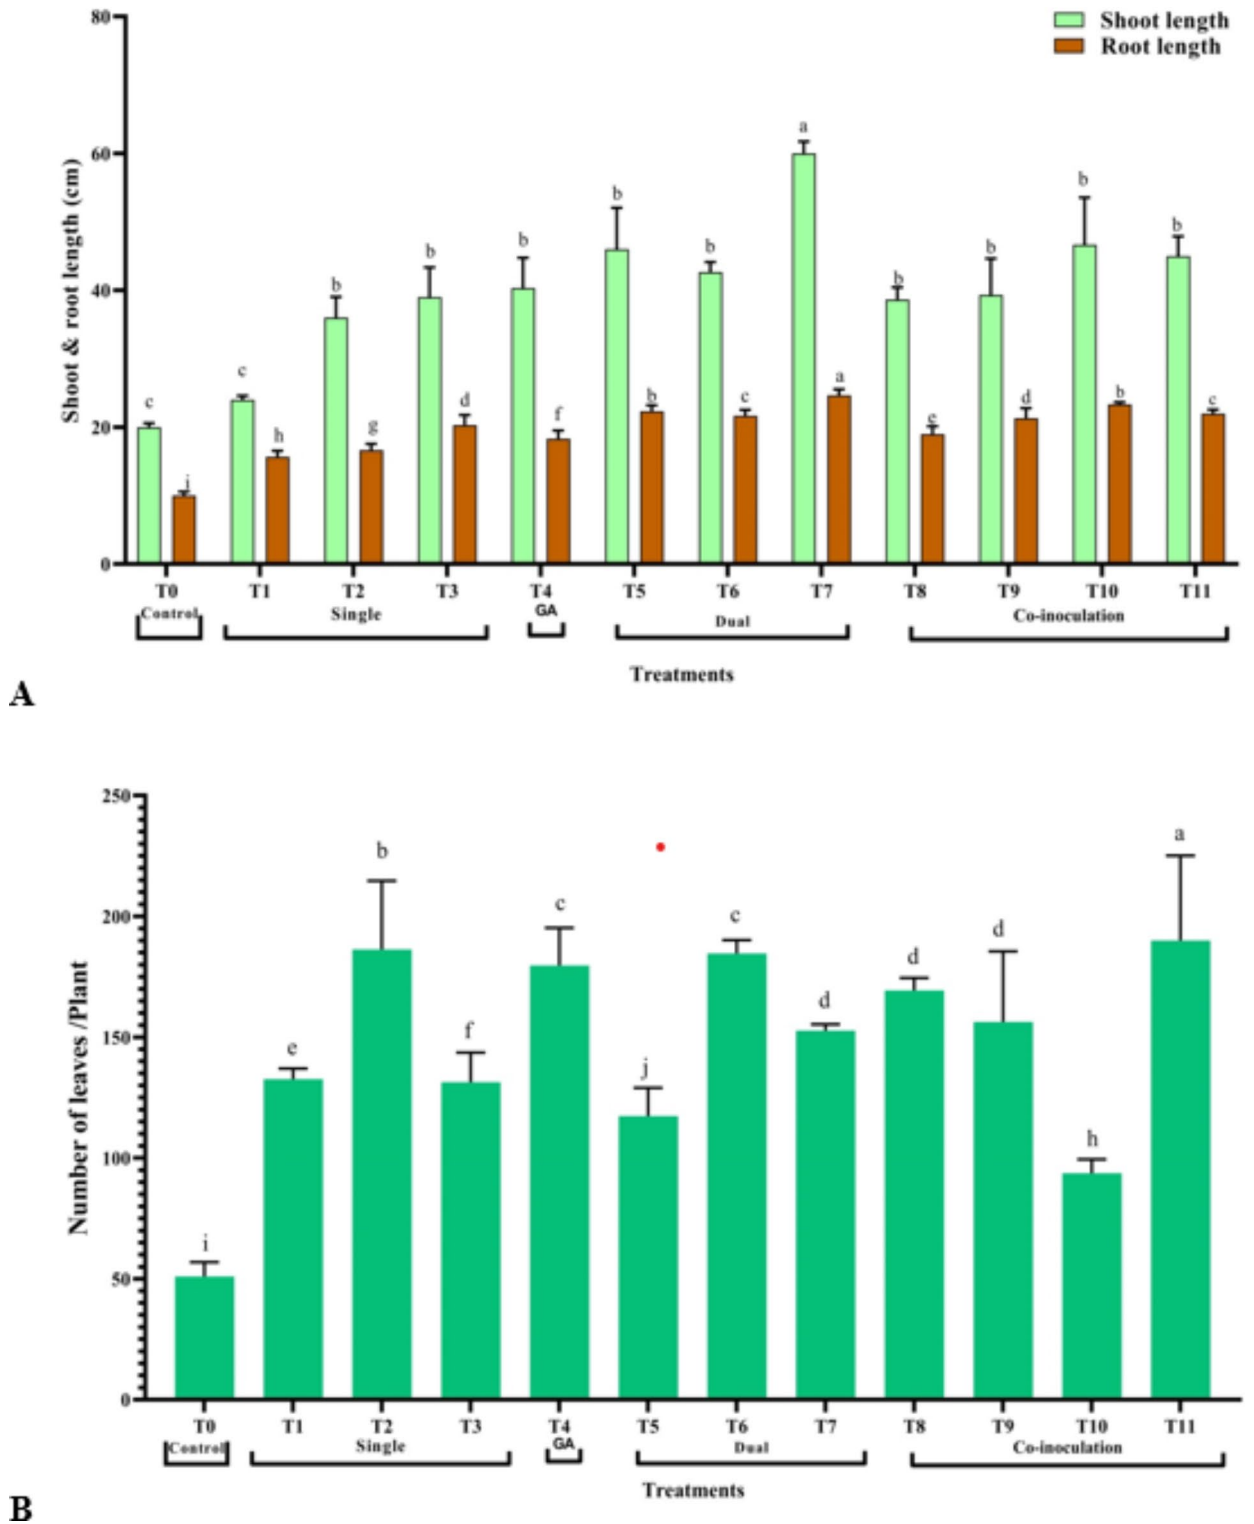 80
Shoot length
Root length
a
60
b
b
b
b
b
b
b
b
b
40
Shoot & root length (cm)
c
c
a
b
b
c
d
d
c
e
f
g
h
i
20
0
T0 T1 T2 T3 T4 T5 T6 T7 T8 T9 T10 T11
Control Single GA Dual Co-inoculation
Treatments
A
250
a
b
c
c
d
d
d
e
f
j
h
i
200
150
100
50
0
Number of leaves /Plant
T0 T1 T2 T3 T4 T5 T6 T7 T8 T9 T10 T11
Control Single GA Dual Co-inoculation
Treatments
B